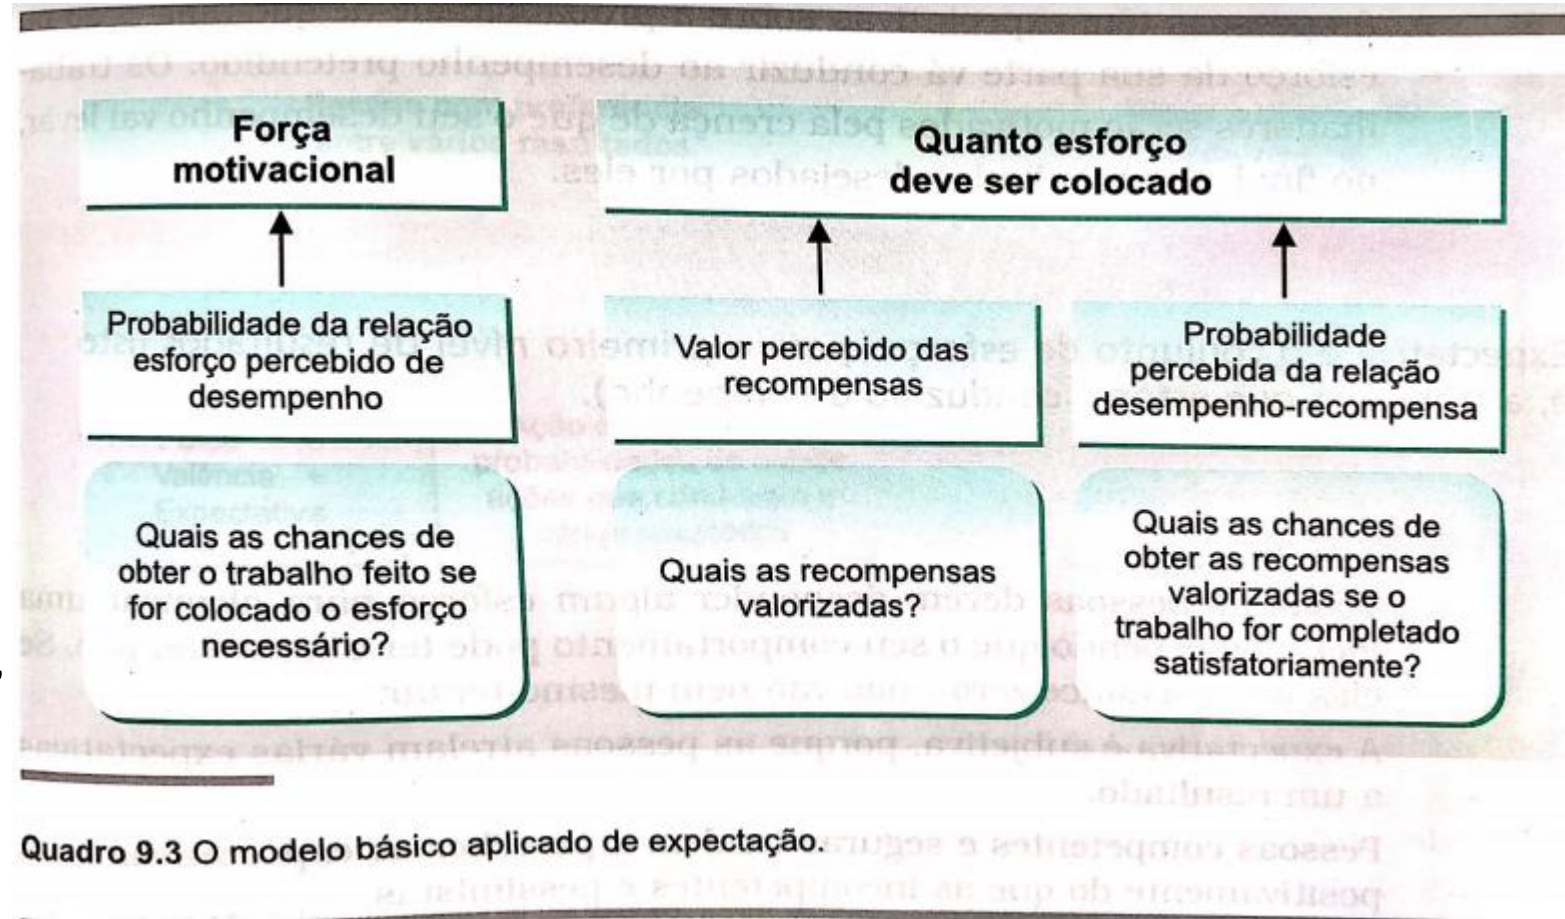 Força
motivacional
Quanto esforço
deve ser colocado
Probabilidade da relação
esforço percebido de
desempenho
Valor percebido das
recompensas
Probabilidade
percebida da relação
desempenho-recompensa
Quais as chances de
obter o trabalho feito se
for colocado o esforço
necessário?
Quais as recompensas
valorizadas?
Quais as chances de
obter as recompensas
valorizadas se o
trabalho for completado
satisfatoriamente?
Quadro 9.3 O modelo básico aplicado de expectação.